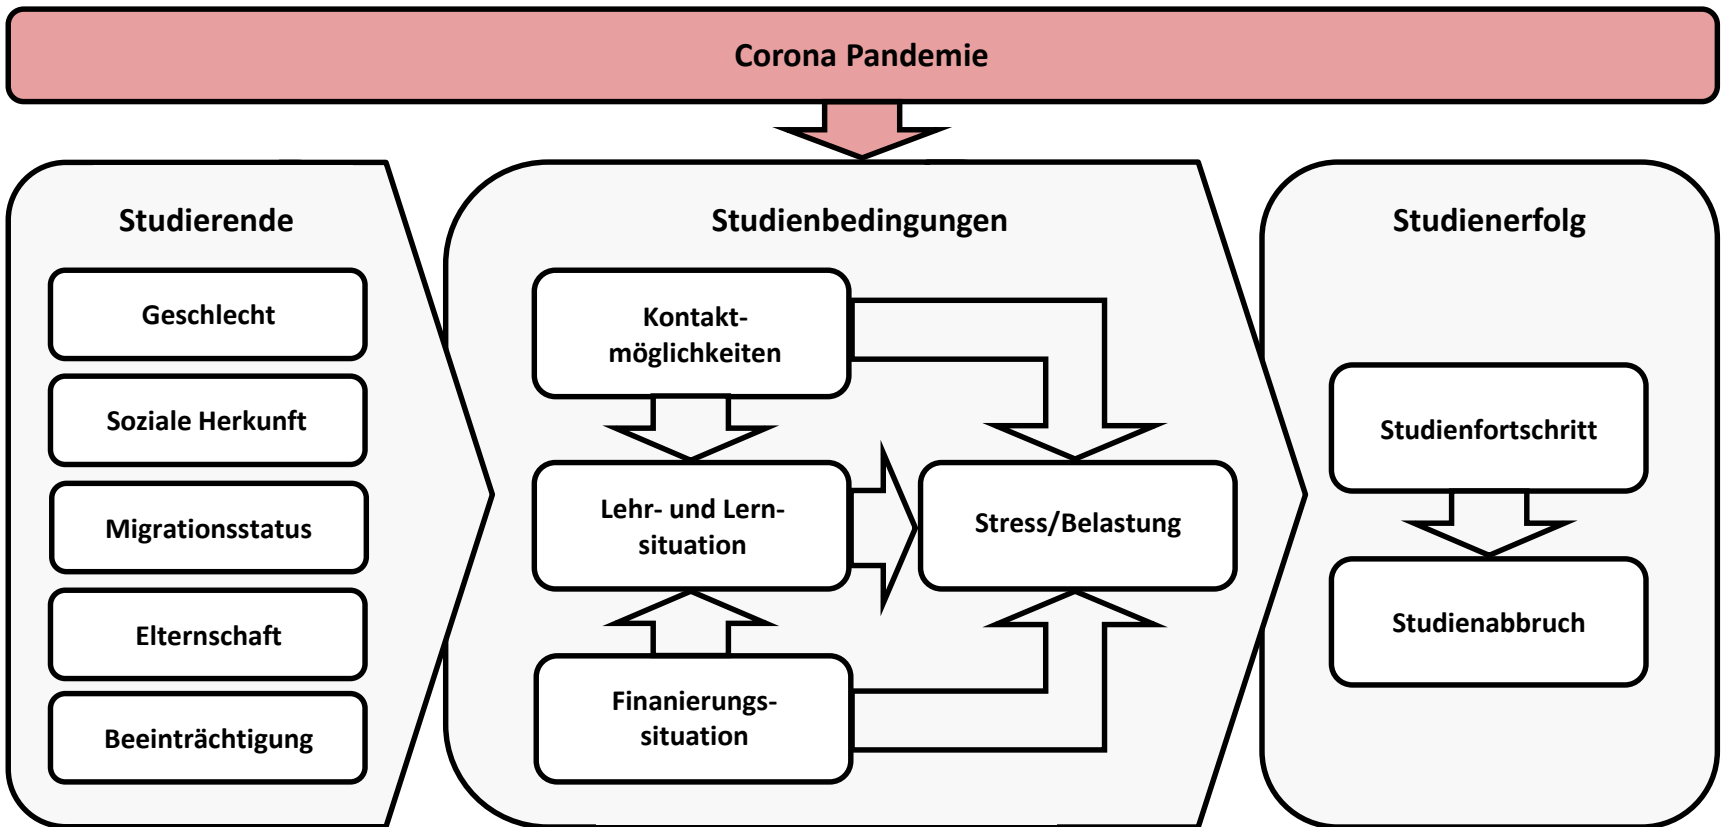 Corona Pandemie
Studierende
Geschlecht
Soziale Herkunft
Migrationsstatus
Elternschaft
Beeinträchtigung
Studienbedingungen
Kontakt-
möglichkeiten
Lehr- und Lern-
situation
Finanzierungs-
situation
Stress/Belastung
Studienerfolg
Studienfortschritt
Studienabbruch